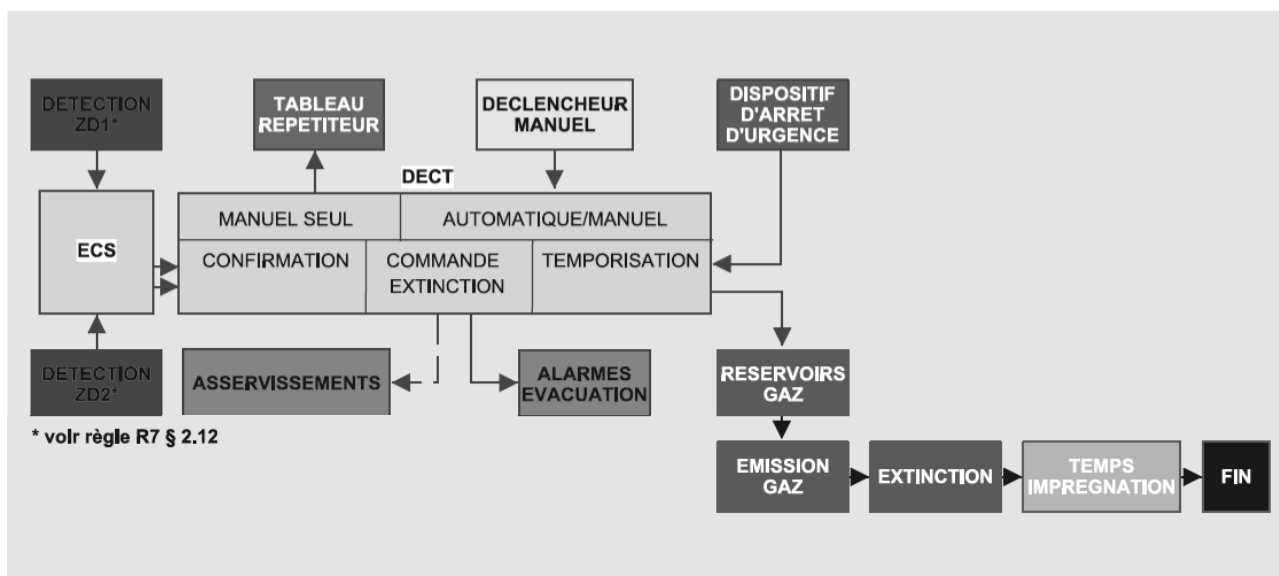 DETECTION
ZD1*
TABLEAU
REPETITEUR
DECLENCHEUR
MANUEL
DISPOSITIF
D'ARRET
D'URGENCE
DECT
ECS
MANUEL SEUL
AUTOMATIQUE/MANUEL
CONFIRMATION
COMMANDE
EXTINCTION
TEMPORISATION
DETECTION
ZD2*
ASSERVISSEMENTS
ALARMES
EVACUATION
RESERVOIRS
GAZ
* voir règle R7 § 2.12
EMISSION
GAZ
EXTINCTION
TEMPS
IMPREGNATION
FIN